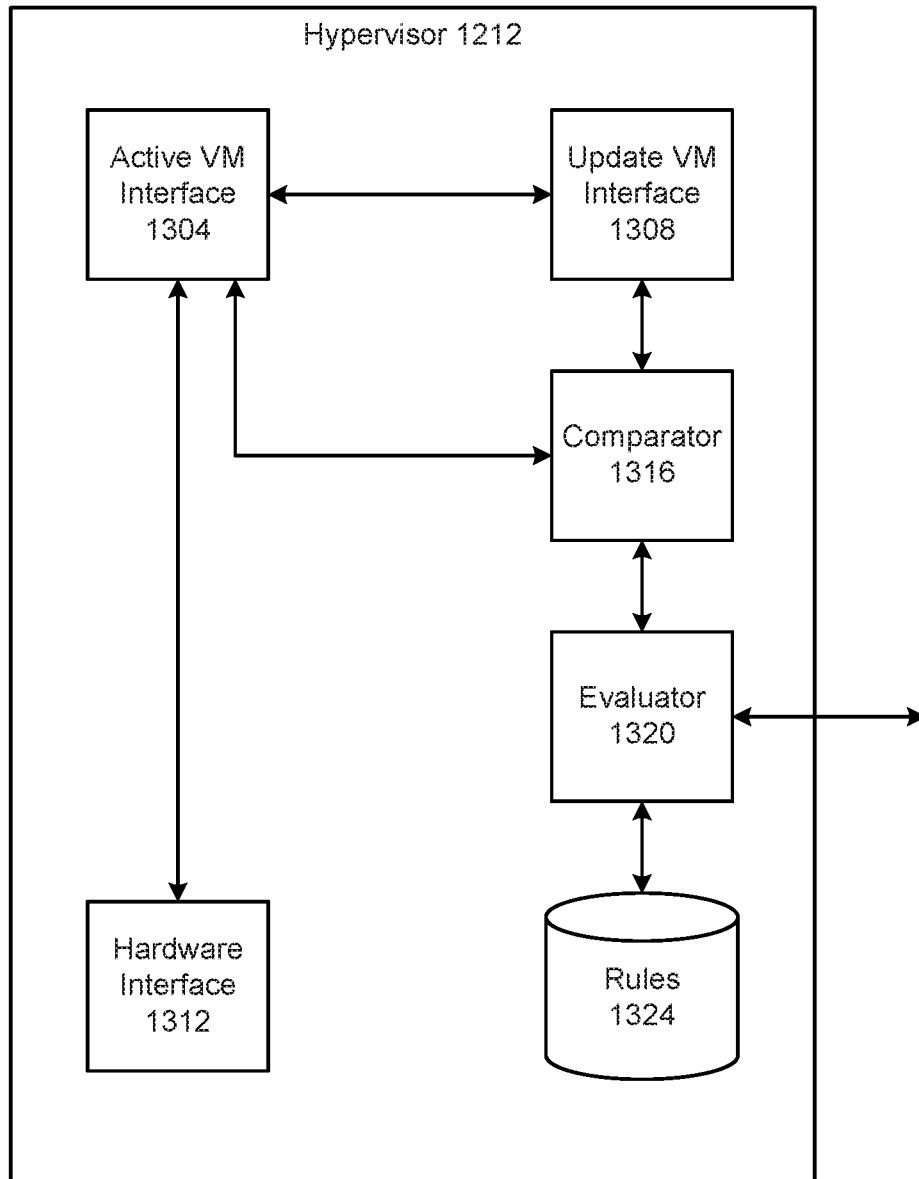 Hypervisor 1212
Active VM
Interface
1304
Update VM
Interface
1308
Comparator
1316
Evaluator
1320
Hardware
Interface
1312
Rules
1324